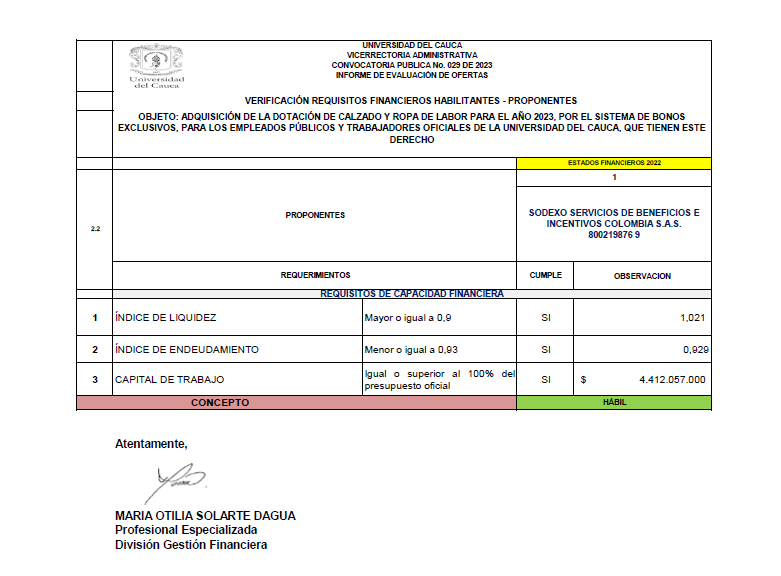 Universidad
del Cauca
UNIVERSIDAD DEL CAUCA
VICERRECTORIA ADMINISTRATIVA
CONVOCATORIA PUBLICA No. 029 DE 2023
INFORME DE EVALUACIÓN DE OFERTAS
VERIFICACIÓN REQUISITOS FINANCIEROS HABILITANTES - PROPONENTES
OBJETO: ADQUISICIÓN DE LA DOTACIÓN DE CALZADO Y ROPA DE LABOR PARA EL AÑO 2023, POR EL SISTEMA DE BONOS
EXCLUSIVOS, PARA LOS EMPLEADOS PÚBLICOS Y TRABAJADORES OFICIALES DE LA UNIVERSIDAD DEL CAUCA, QUE TIENEN ESTE
DERECHO
ESTADOS FINANCIEROS 2022
1
2.2
PROPONENTES
SODEXO SERVICIOS DE BENEFICIOS E
INCENTIVOS COLOMBIA S.A.S.
800219876 9
REQUERIMIENTOS CUMPLE OBSERVACION
REQUISITOS DE CAPACIDAD FINANCIERA
1 ÍNDICE DE LIQUIDEZ Mayor o igual a 0,9 SI 1,021
2 ÍNDICE DE ENDEUDAMIENTO Menor o igual a 0,93 SI 0,929
3 CAPITAL DE TRABAJO Igual o superior al 100% del
presupuesto oficial SI $ 4.412.057.000
CONCEPTO HÁBIL
Atentamente,
MARIA OTILIA SOLARTE DAGUA
Profesional Especializada
División Gestión Financiera